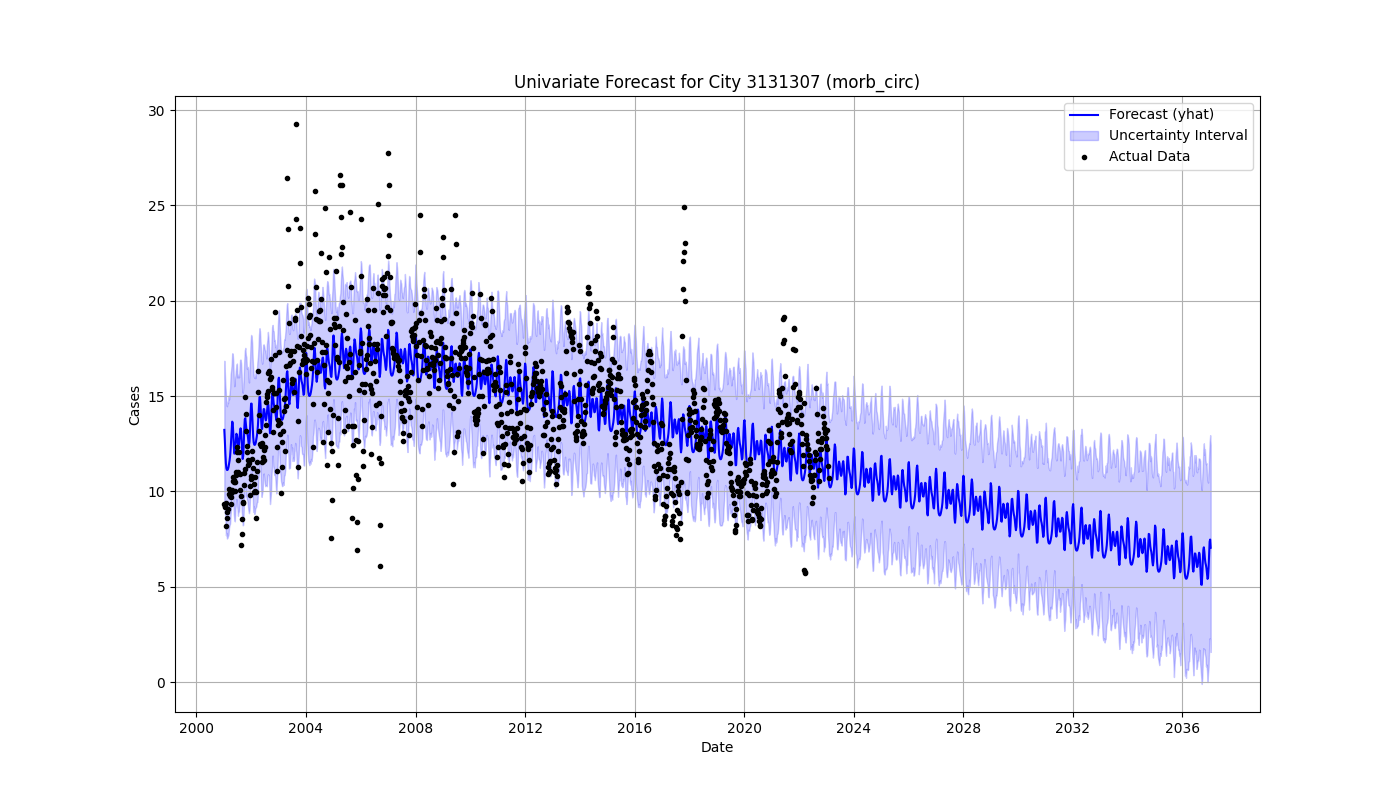 Univariate Forecast for City 3131307 (morb_circ)
Forecast (yhat)
Uncertainty Interval
Actual Data
Cases
30
25
20
15
10
5
0
2000 2004 2008 2012 2016 2020 2024 2028 2032 2036
Date